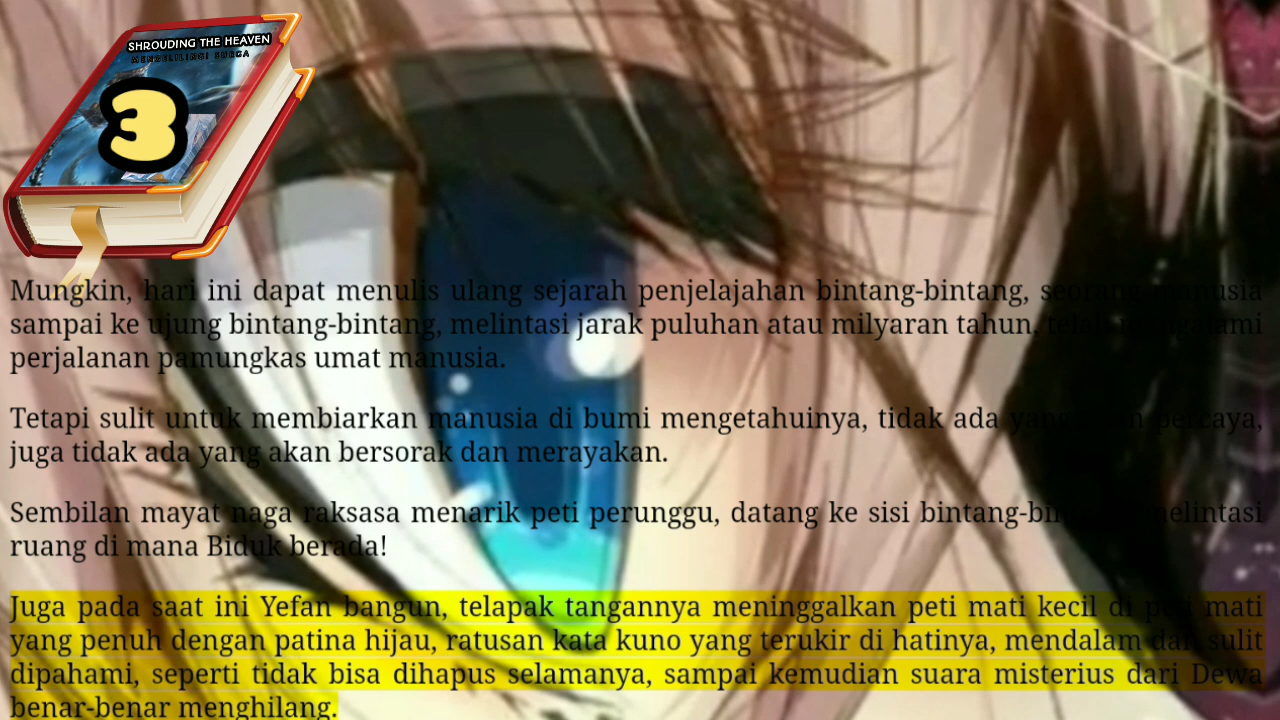 SHROUDING THE HEAVEN
MENGULILINGI SURGA
3
Mungkin, hari ini dapat menulis ulang sejarah penjelajahan bintang-bintang, seorang manusia
sampai ke ujung bintang-bintang, melintasi jarak puluhan atau milyaran tahun, telah mengalami
perjalanan pamungkas umat manusia.
Tetapi sulit untuk membiarkan manusia di bumi mengetahuinya, tidak ada yang akan percaya,
juga tidak ada yang akan bersorak dan merayakan.
Sembilan mayat naga raksasa menarik peti perunggu, datang ke sisi bintang-bintang, melintasi
ruang di mana Biduk berada!
Juga pada saat ini Yefan bangun, telapak tangannya meninggalkan peti mati kecil di peti mati
yang penuh dengan patina hijau, ratusan kata kuno yang terukir di hatinya, mendalam dan sulit
dipahami, seperti tidak bisa dihapus selamanya, sampai kemudian suara misterius dari Dewa
benar-benar menghilang.